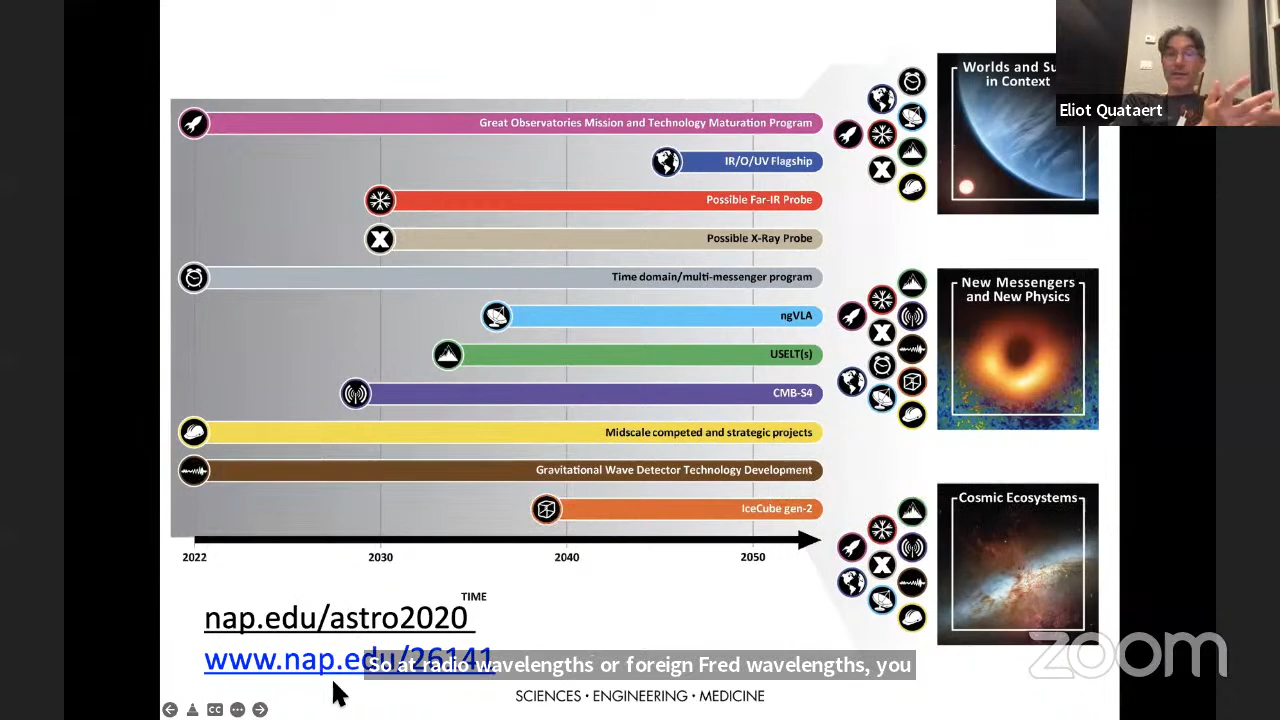 Eliot Quataert
Worlds and Su
in Context
Great Observatories Mission and Technology Maturation Program
IR/O/UV Flagship
Possible Far-IR Probe
Possible X-Ray Probe
Time domain/multi-messenger program
ngVLA
USELT(s)
CMB-S4
Midscale competed and strategic projects
Gravitational Wave Detector Technology Development
IceCube gen-2
New Messengers
and New Physics
Cosmic Ecosystems
2022 2030 2040 2050
TIME
nap.edu/astro2020
www.nap.edu/26141
So at radio wavelengths or foreign Fred wavelengths, you
SCIENCES · ENGINEERING · MEDICINE
zoom
CC